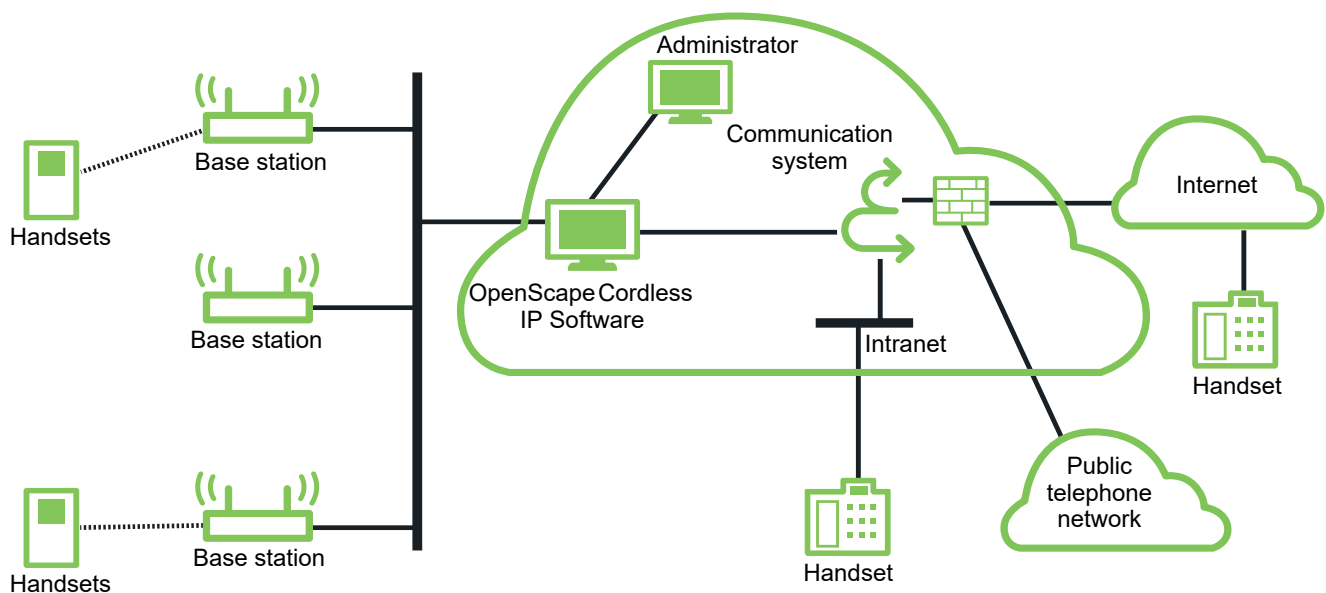 Administrator
Communication
system
Base station
Internet
Handsets
OpenScape Cordless
IP Software
Base station
Intranet
Handset
Public
telephone
network
Base station
Handsets
Handset